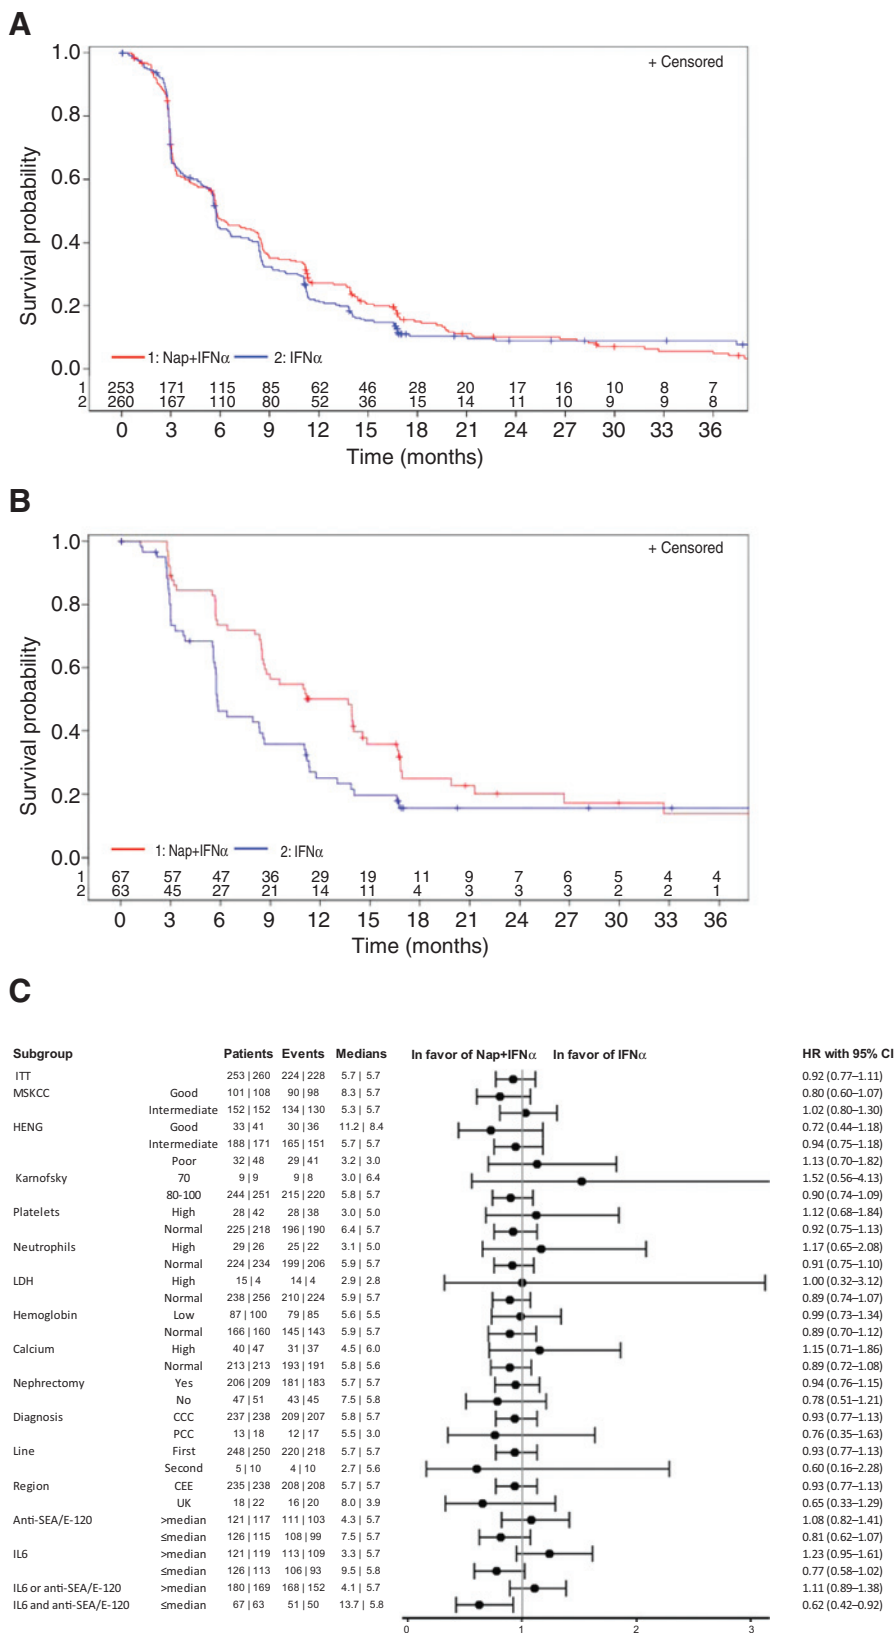 A
1.0
+ Censored
0.8
0.6
0.4
0.2
0.0
Survival probability
1: Nap+IFNα 2: IFNα
1 253 171 115 85 62 46 28 20 17 16 10 8 7
2 260 167 110 80 52 36 15 14 11 10 9 9 8
0 3 6 9 12 15 18 21 24 27 30 33 36
Time (months)
B
1.0
+ Censored
0.8
0.6
0.4
0.2
0.0
Survival probability
1: Nap+IFNα 2: IFNα
1 67 57 47 36 29 19 11 9 7 6 5 4 4
2 63 45 27 21 14 11 4 3 3 3 2 2 1
0 3 6 9 12 15 18 21 24 27 30 33 36
Time (months)
C
Subgroup Patients Events Medians In favor of Nap+IFNα In favor of IFNα HR with 95% CI
ITT 253 | 260 224 | 228 5.7 | 5.7 0.92 (0.77–1.11)
MSKCC Good 101 | 108 90 | 98 8.3 | 5.7 0.80 (0.60–1.07)
Intermediate 152 | 152 134 | 130 5.3 | 5.7 1.02 (0.80–1.30)
HENG Good 33 | 41 30 | 36 11.2 | 8.4 0.72 (0.44–1.18)
Intermediate 188 | 171 165 | 151 5.7 | 5.7 0.94 (0.75–1.18)
Poor 32 | 48 29 | 41 3.2 | 3.0 1.13 (0.70–1.82)
Karnofsky 70 9 | 9 9 | 8 3.0 | 6.4 1.52 (0.56–4.13)
80-100 244 | 251 215 | 220 5.8 | 5.7 0.90 (0.74–1.09)
Platelets High 28 | 42 28 | 38 3.0 | 5.0 1.12 (0.68–1.84)
Normal 225 | 218 196 | 190 6.4 | 5.7 0.92 (0.75–1.13)
Neutrophils High 29 | 26 25 | 22 3.1 | 5.0 1.17 (0.65–2.08)
Normal 224 | 234 199 | 206 5.9 | 5.7 0.91 (0.75–1.10)
LDH High 15 | 4 14 | 4 2.9 | 2.8 1.00 (0.32–3.12)
Normal 238 | 256 210 | 224 5.9 | 5.7 0.89 (0.74–1.07)
Hemoglobin Low 87 | 100 79 | 85 5.6 | 5.5 0.99 (0.73–1.34)
Normal 166 | 160 145 | 143 5.9 | 5.7 0.89 (0.70–1.12)
Calcium High 40 | 47 31 | 37 4.5 | 6.0 1.15 (0.71–1.86)
Normal 213 | 213 193 | 191 5.8 | 5.6 0.89 (0.72–1.08)
Nephrectomy Yes 206 | 209 181 | 183 5.7 | 5.7 0.94 (0.76–1.15)
No 47 | 51 43 | 45 7.5 | 5.8 0.78 (0.51–1.21)
Diagnosis CCC 237 | 238 209 | 207 5.8 | 5.7 0.93 (0.77–1.13)
PCC 13 | 18 12 | 17 5.5 | 3.0 0.76 (0.35–1.63)
Line First 248 | 250 220 | 218 5.7 | 5.7 0.93 (0.77–1.13)
Second 5 | 10 4 | 10 2.7 | 5.6 0.60 (0.16–2.28)
Region CEE 235 | 238 208 | 208 5.7 | 5.7 0.93 (0.77–1.13)
UK 18 | 22 16 | 20 8.0 | 3.9 0.65 (0.33–1.29)
Anti-SEA/E-120 >median 121 | 117 111 | 103 4.3 | 5.7 1.08 (0.82–1.41)
≤median 126 | 115 108 | 99 7.5 | 5.7 0.81 (0.62–1.07)
IL6 >median 121 | 119 113 | 109 3.3 | 5.7 1.23 (0.95–1.61)
≤median 126 | 113 106 | 93 9.5 | 5.8 0.77 (0.58–1.02)
IL6 or anti-SEA/E-120 >median 180 | 169 168 | 152 4.1 | 5.7 1.11 (0.89–1.38)
IL6 and anti-SEA/E-120 ≤median 67 | 63 51 | 50 13.7 | 5.8 0.62 (0.42–0.92)
0 1 2 3